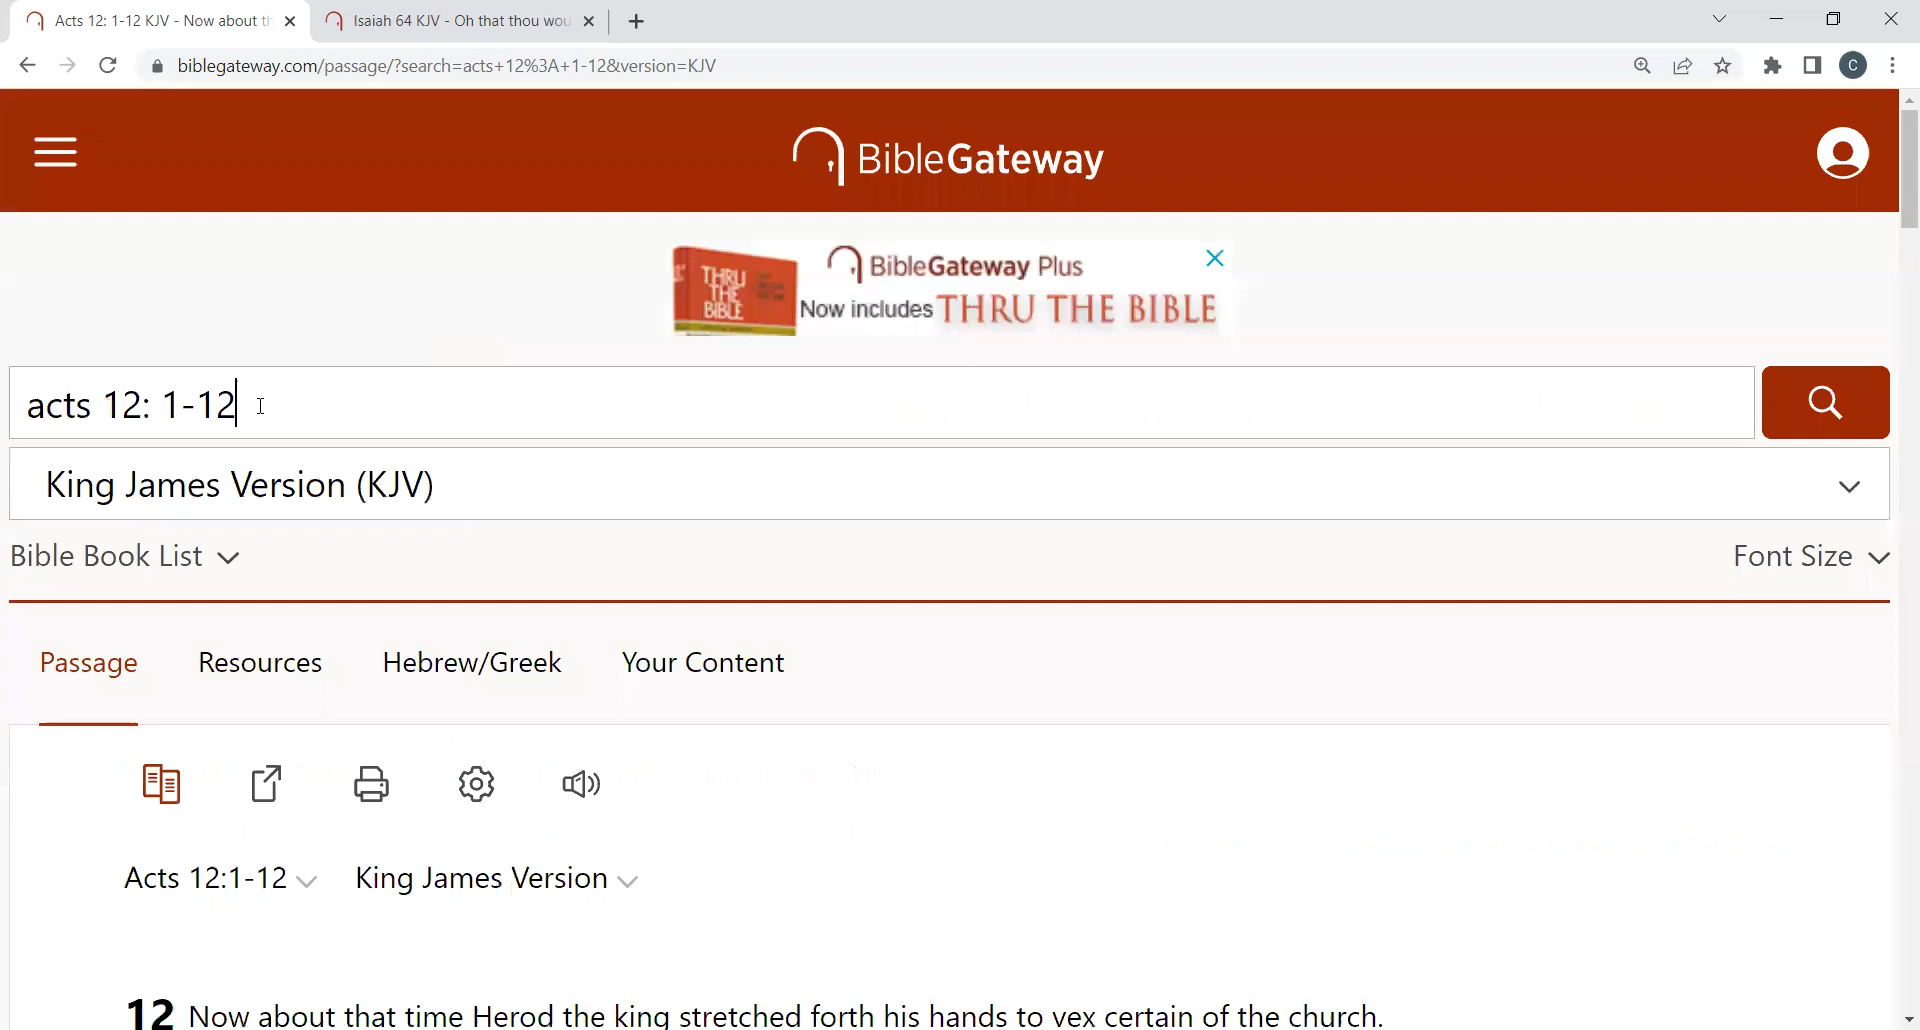 Acts 12: 1-12 KJV - Now about th
Isaiah 64 KJV - Oh that thou wou
biblegateway.com/passage/?search=acts+12%3A+1-12&version=KJV
C
BibleGateway
THRU THE BIBLE
BibleGateway Plus
Now includes THRU THE BIBLE
acts 12: 1-12
King James Version (KJV)
Bible Book List
Font Size
Passage
Resources
Hebrew/Greek
Your Content
Acts 12:1-12
King James Version
12 Now about that time Herod the king stretched forth his hands to vex certain of the church.